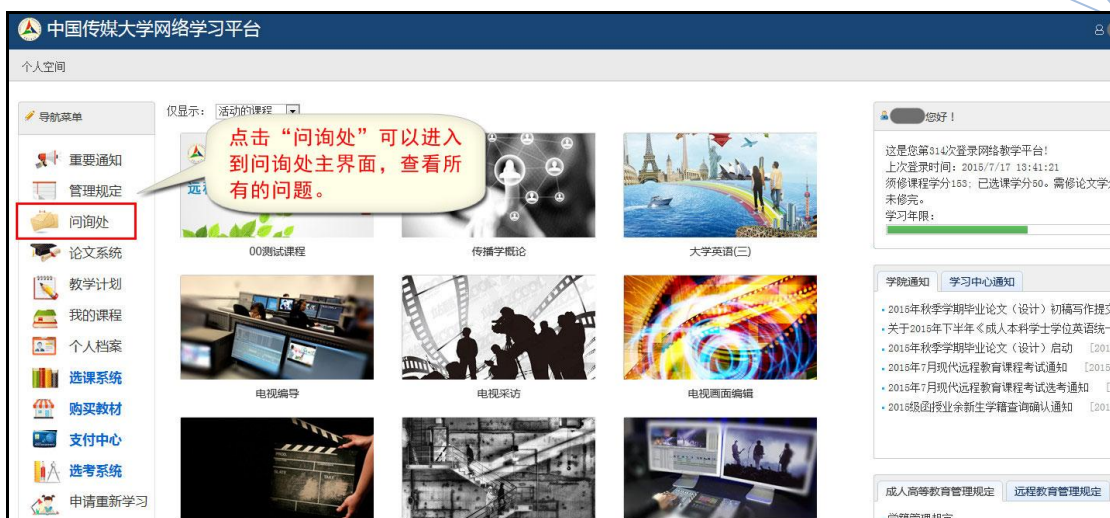 中国传媒大学网络学习平台
个人空间
导航菜单
重要通知
管理规定
问询处
论文系统
教学计划
我的课程
个人档案
选课系统
购买教材
支付中心
选考系统
申请重新学习
仅显示： 活动的课程
点击“问询处”可以进入
到问询处主界面，查看所
有的问题。
00测试课程
传播学概论
大学英语(三)
电视编导
电视采访
电视画面编辑
您好！
这是您第314次登录网络教学平台!
上次登录时间：2015/7/17 13:41:21
须修课程学分153；已选课学分50。需修论文学
未修完。
学习年限：
学院通知 学习中心通知
2015年秋季学期毕业论文（设计）初稿写作提交
关于2015年下半年《成人本科学士学位英语统一
2015年秋季学期毕业论文（设计）启动 [201
2015年7月现代远程教育课程考试通知 [2015
2015年7月现代远程教育课程考试选考通知 [
2015级函授业余新生学籍查询确认通知 [201
成人高等教育管理规定 远程教育管理规定